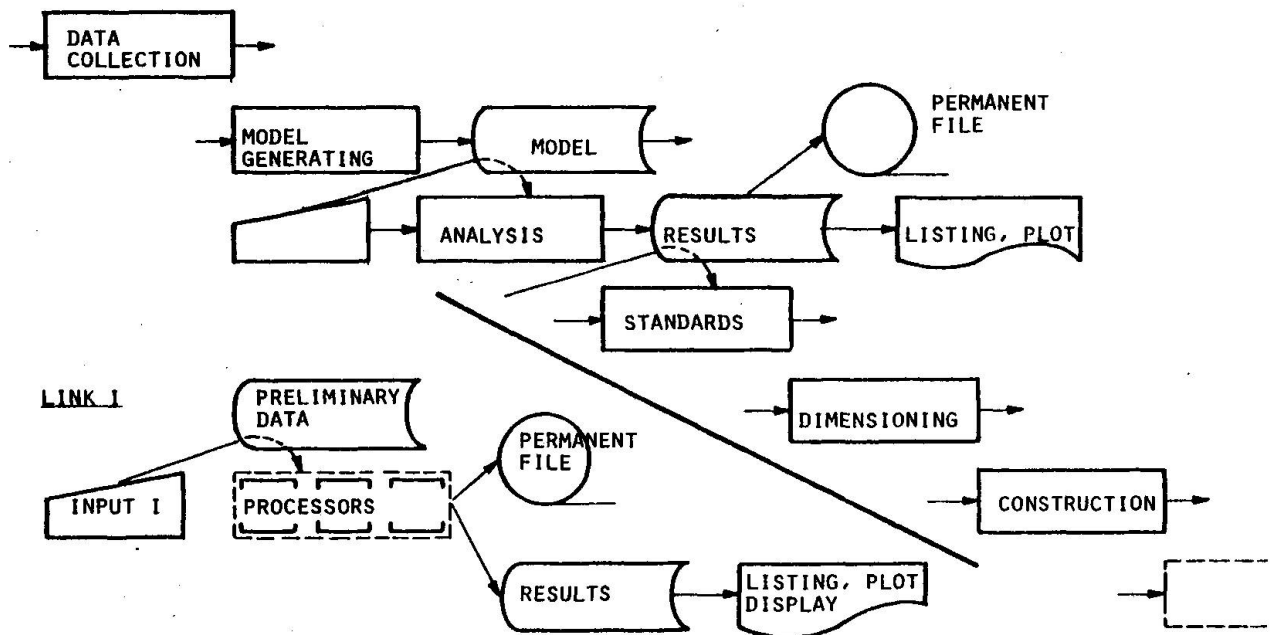 DATA
COLLECTION
PERMANENT
FILE
MODEL
GENERATING
MODEL
ANALYSIS
RESULTS
LISTING, PLOT
STANDARDS
LINK I
PRELIMINARY
DATA
DIMENSIONING
PERMANENT
FILE
INPUT I
PROCESSORS
CONSTRUCTION
RESULTS
LISTING, PLOT
DISPLAY